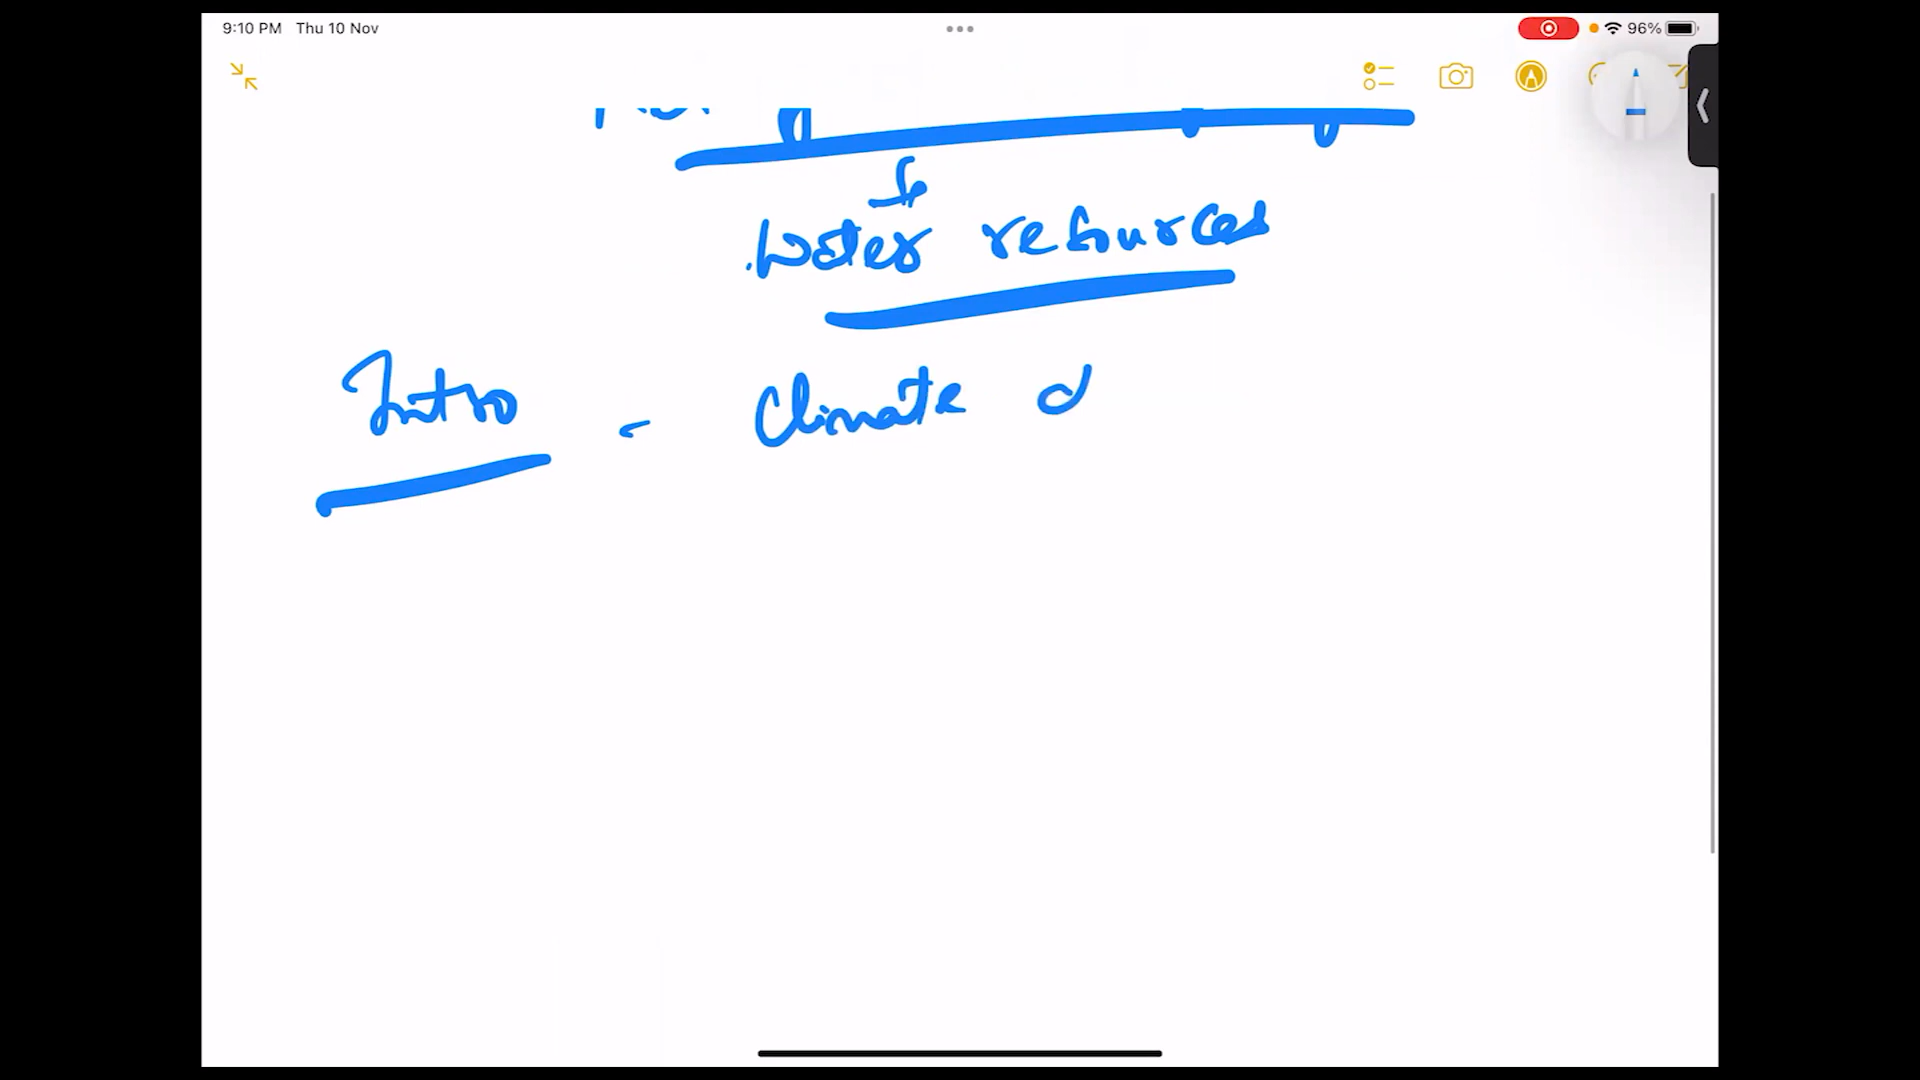 9:10 PM Thu 10 Nov 96%
Water resources
Intro - Climate d